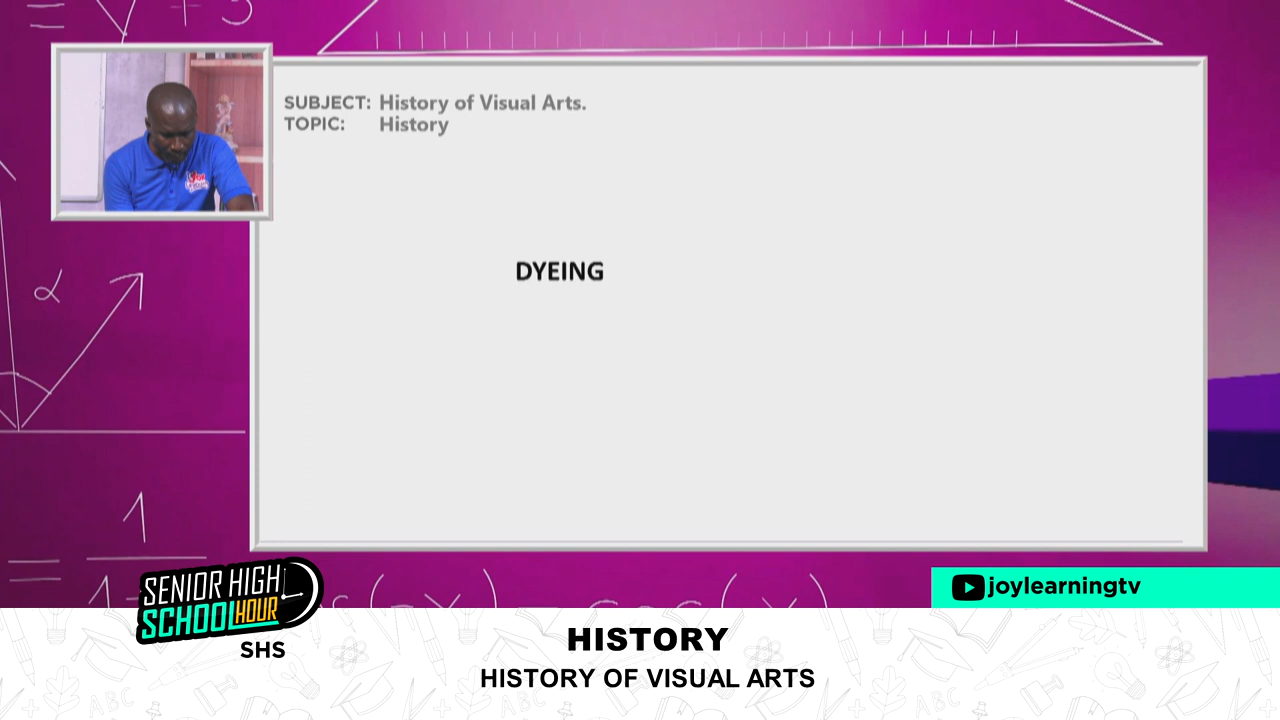 SUBJECT: History of Visual Arts.
TOPIC: History
DYEING
α
1
SENIOR HIGH
SCHOOL HOUR
SHS
joylearningtv
HISTORY
HISTORY OF VISUAL ARTS